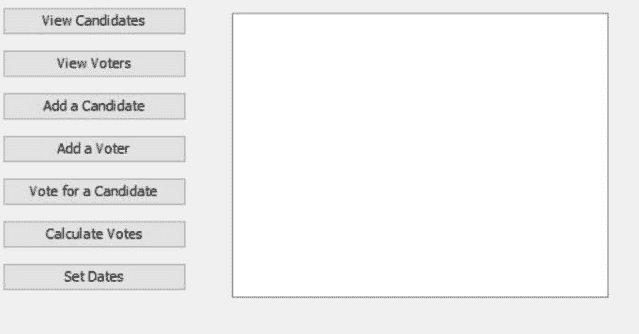 View Candidates
View Voters
Add a Candidate
Add a Voter
Vote for a Candidate
Calculate Votes
Set Dates